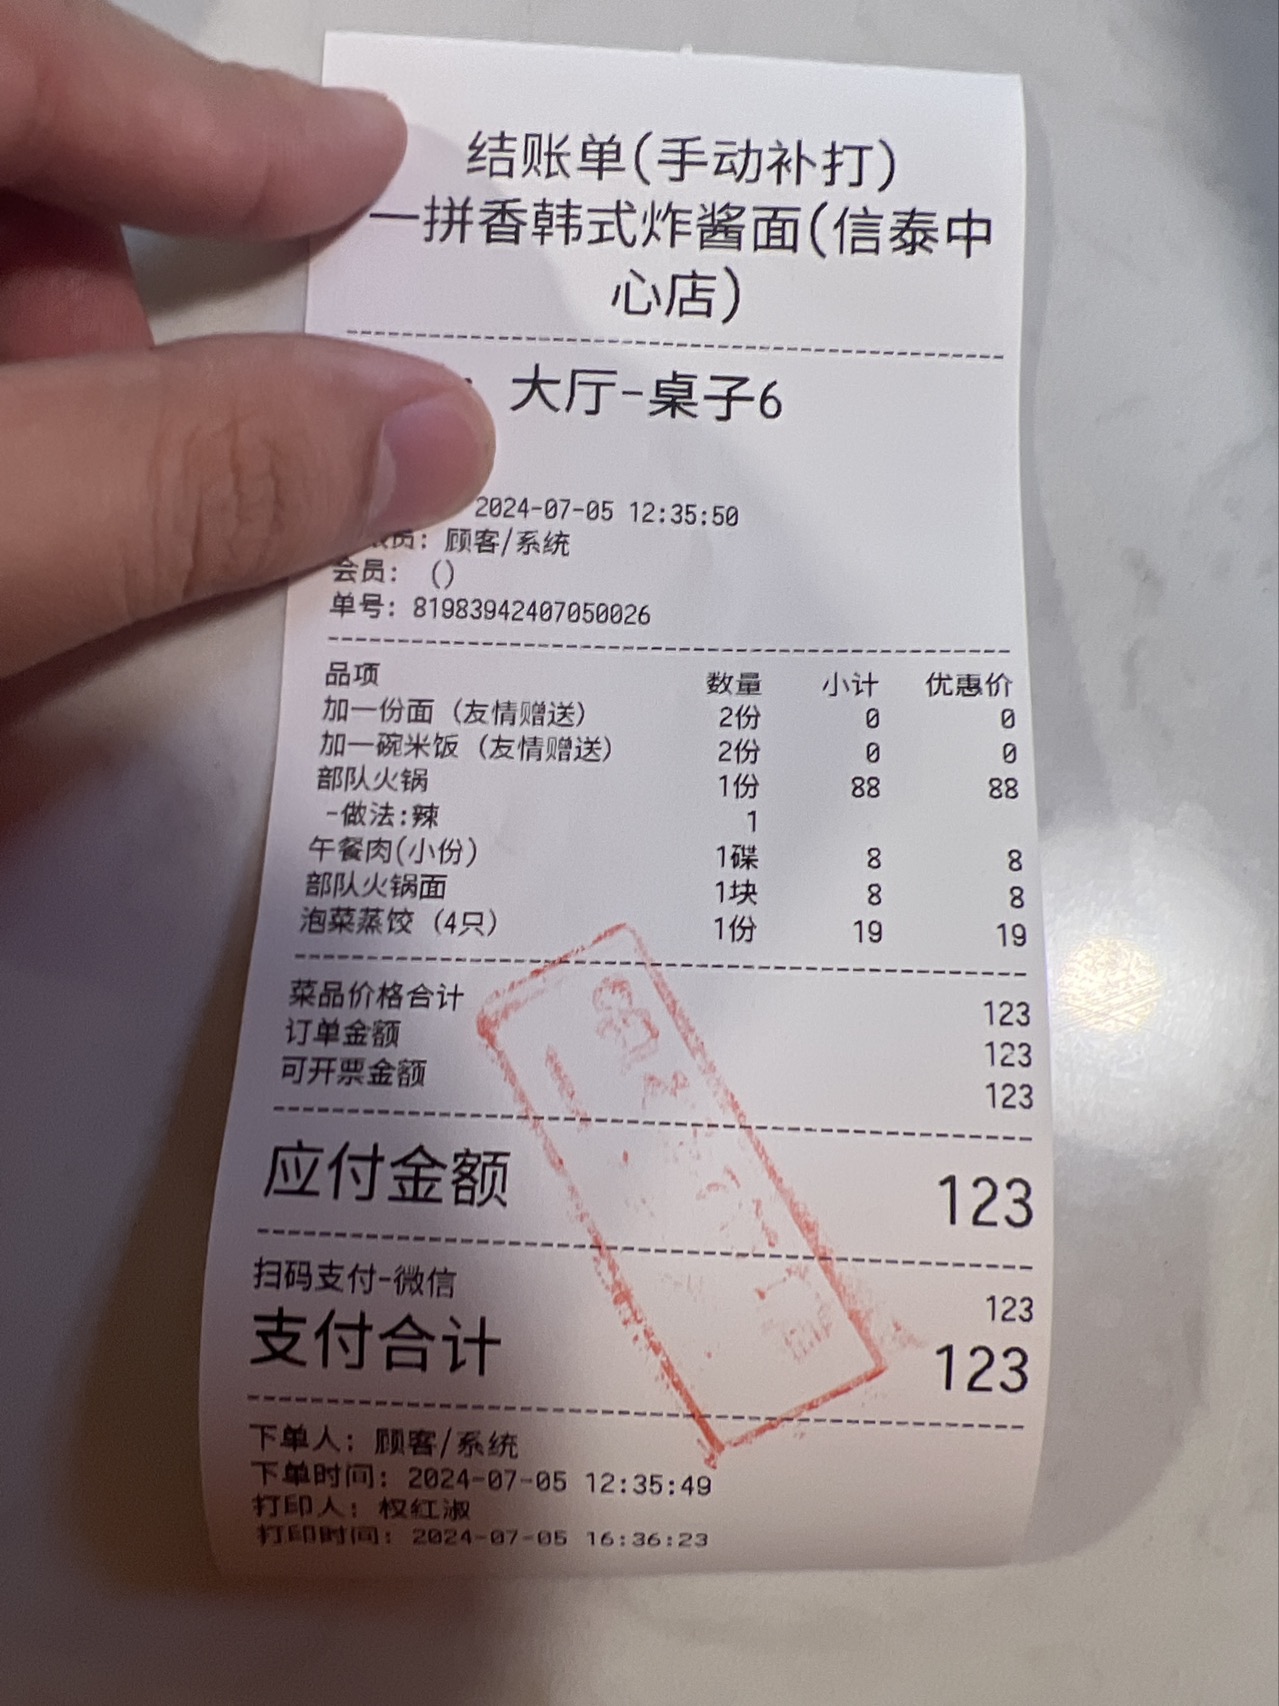 结账单(手动补打)
一拼香韩式炸酱面(信泰中
心店)
大厅-桌子6
2024-07-05 12:35:50
员: 顾客/系统
会员: ()
单号: 81983942407050026
品项 数量 小计 优惠价
加一份面 (友情赠送) 2份 0 0
加一碗米饭 (友情赠送) 2份 0 0
部队火锅 1份 88 88
-做法:辣 1
午餐肉(小份) 1碟 8 8
部队火锅面 1块 8 8
泡菜蒸饺 (4只) 1份 19 19
菜品价格合计 123
订单金额 123
可开票金额 123
应付金额 123
扫码支付-微信 123
支付合计 123
下单人: 顾客/系统
下单时间: 2024-07-05 12:35:49
打印人: 权红淑
打印时间: 2024-07-05 16:36:23